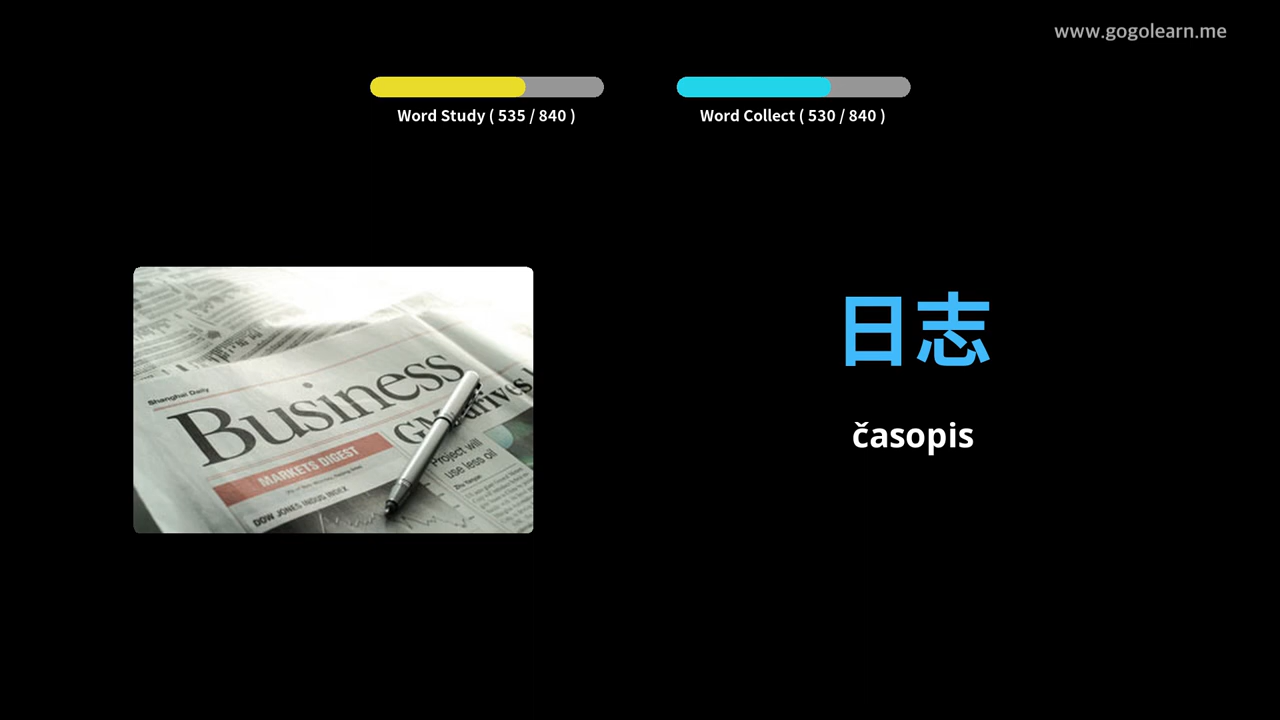 www.gogolearn.me
Word Study ( 535 / 840 )
Word Collect ( 530 / 840 )
日志
časopis
Shanghai Daily
Business
MARKETS DIGEST
DOW JONES INDUS INDEX
GM
Project will
use less oil